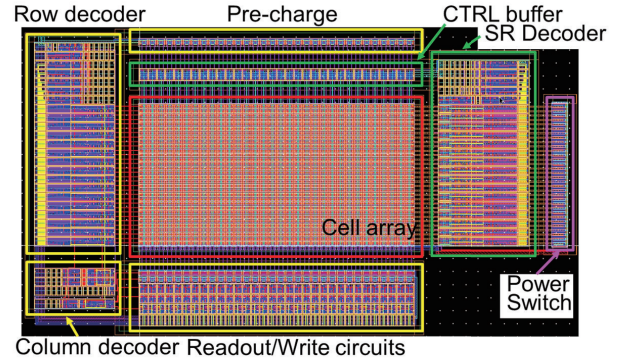 Row decoder
Pre-charge
CTRL buffer
SR Decoder
Cell array
Power
Switch
Column decoder
Readout/Write circuits